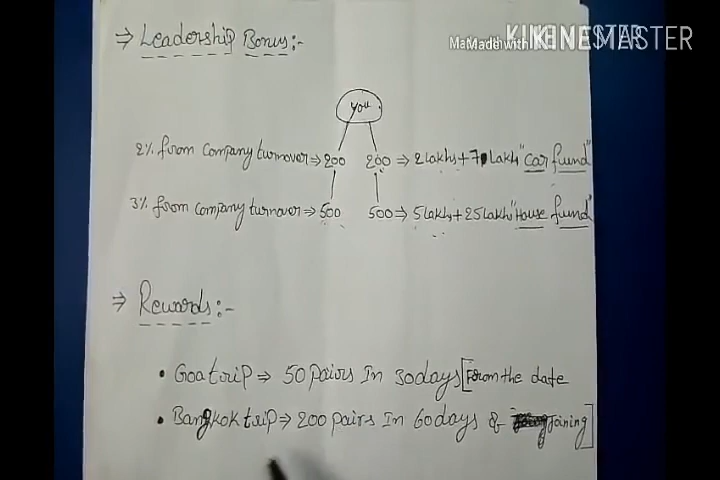 ⇒ Leadership Bonus:-
Made with KINEMASTER
You
2% from company turnover ⇒ 200 200 ⇒ 2 Lakhs + 7 Lakh "car fund"
3% from company turnover ⇒ 500 500 ⇒ 5 Lakhs + 25 Lakh "House fund"
⇒ Rewards:-
• Goa trip ⇒ 50 pairs In 30 days [From the date
• Bangkok trip ⇒ 200 pairs In 60 days of joining]